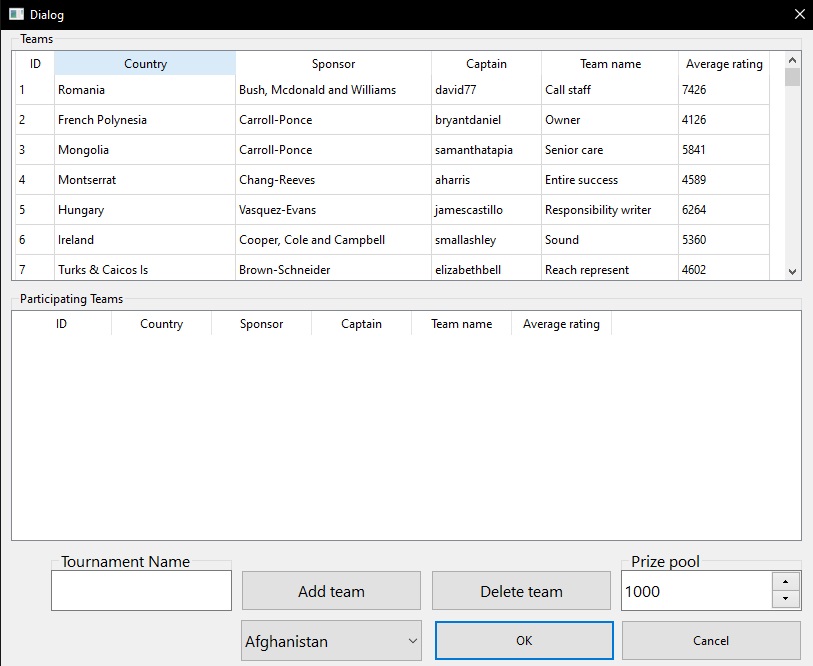 Dialog
Teams
ID Country Sponsor Captain Team name Average rating
1 Romania Bush, Mcdonald and Williams david77 Call staff 7426
2 French Polynesia Carroll-Ponce bryantdaniel Owner 4126
3 Mongolia Carroll-Ponce samanthatapia Senior care 5841
4 Montserrat Chang-Reeves aharris Entire success 4589
5 Hungary Vasquez-Evans jamescastillo Responsibility writer 6264
6 Ireland Cooper, Cole and Campbell smallashley Sound 5360
7 Turks & Caicos Is Brown-Schneider elizabethbell Reach represent 4602
Participating Teams
ID Country Sponsor Captain Team name Average rating
Tournament Name Prize pool
Add team Delete team 1000
Afghanistan OK Cancel